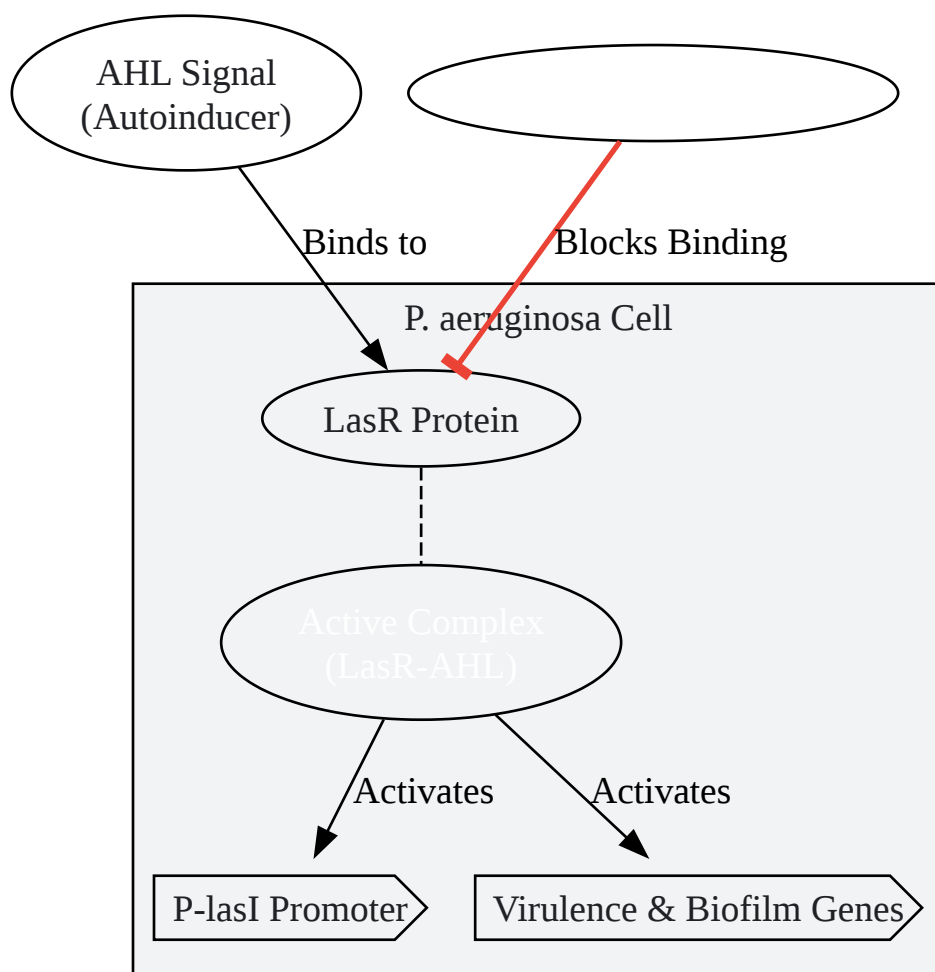 AHL Signal
(Autoinducer)
Binds to
Blocks Binding
P. aeruginosa Cell
LasR Protein
Active Complex
(LasR-AHL)
Activates
Activates
P-lasI Promoter
Virulence & Biofilm Genes